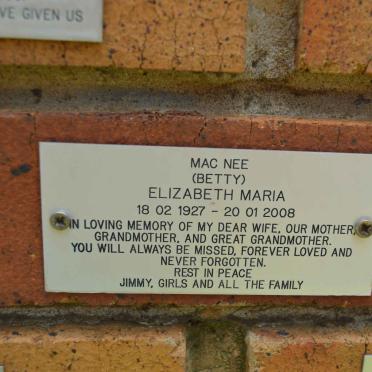 VE GIVEN US
MAC NEE
(BETTY)
ELIZABETH MARIA
18 02 1927 - 20 01 2008
IN LOVING MEMORY OF MY DEAR WIFE, OUR MOTHER,
GRANDMOTHER, AND GREAT GRANDMOTHER.
YOU WILL ALWAYS BE MISSED, FOREVER LOVED AND
NEVER FORGOTTEN.
REST IN PEACE
JIMMY, GIRLS AND ALL THE FAMILY